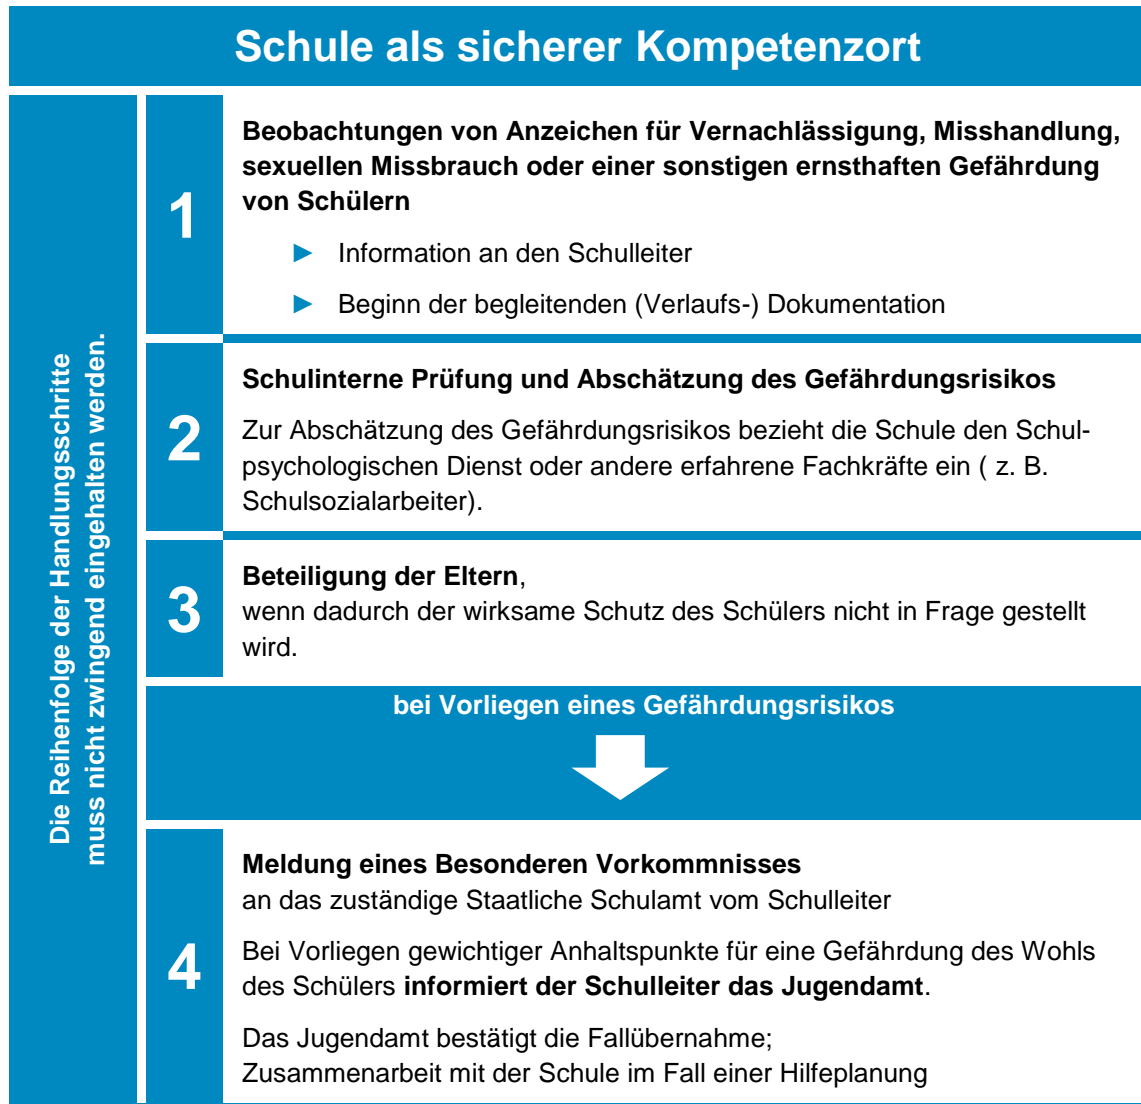 Schule als sicherer Kompetenzort
Die Reihenfolge der Handlungsschritte
muss nicht zwingend eingehalten werden.
1
Beobachtungen von Anzeichen für Vernachlässigung, Misshandlung,
sexuellen Missbrauch oder einer sonstigen ernsthaften Gefährdung
von Schülern
► Information an den Schulleiter
► Beginn der begleitenden (Verlaufs-) Dokumentation
2
Schulinterne Prüfung und Abschätzung des Gefährdungsrisikos
Zur Abschätzung des Gefährdungsrisikos bezieht die Schule den Schul-
psychologischen Dienst oder andere erfahrene Fachkräfte ein ( z. B.
Schulsozialarbeiter).
3
Beteiligung der Eltern,
wenn dadurch der wirksame Schutz des Schülers nicht in Frage gestellt
wird.
bei Vorliegen eines Gefährdungsrisikos
4
Meldung eines Besonderen Vorkommnisses
an das zuständige Staatliche Schulamt vom Schulleiter
Bei Vorliegen gewichtiger Anhaltspunkte für eine Gefährdung des Wohls
des Schülers informiert der Schulleiter das Jugendamt.
Das Jugendamt bestätigt die Fallübernahme;
Zusammenarbeit mit der Schule im Fall einer Hilfeplanung